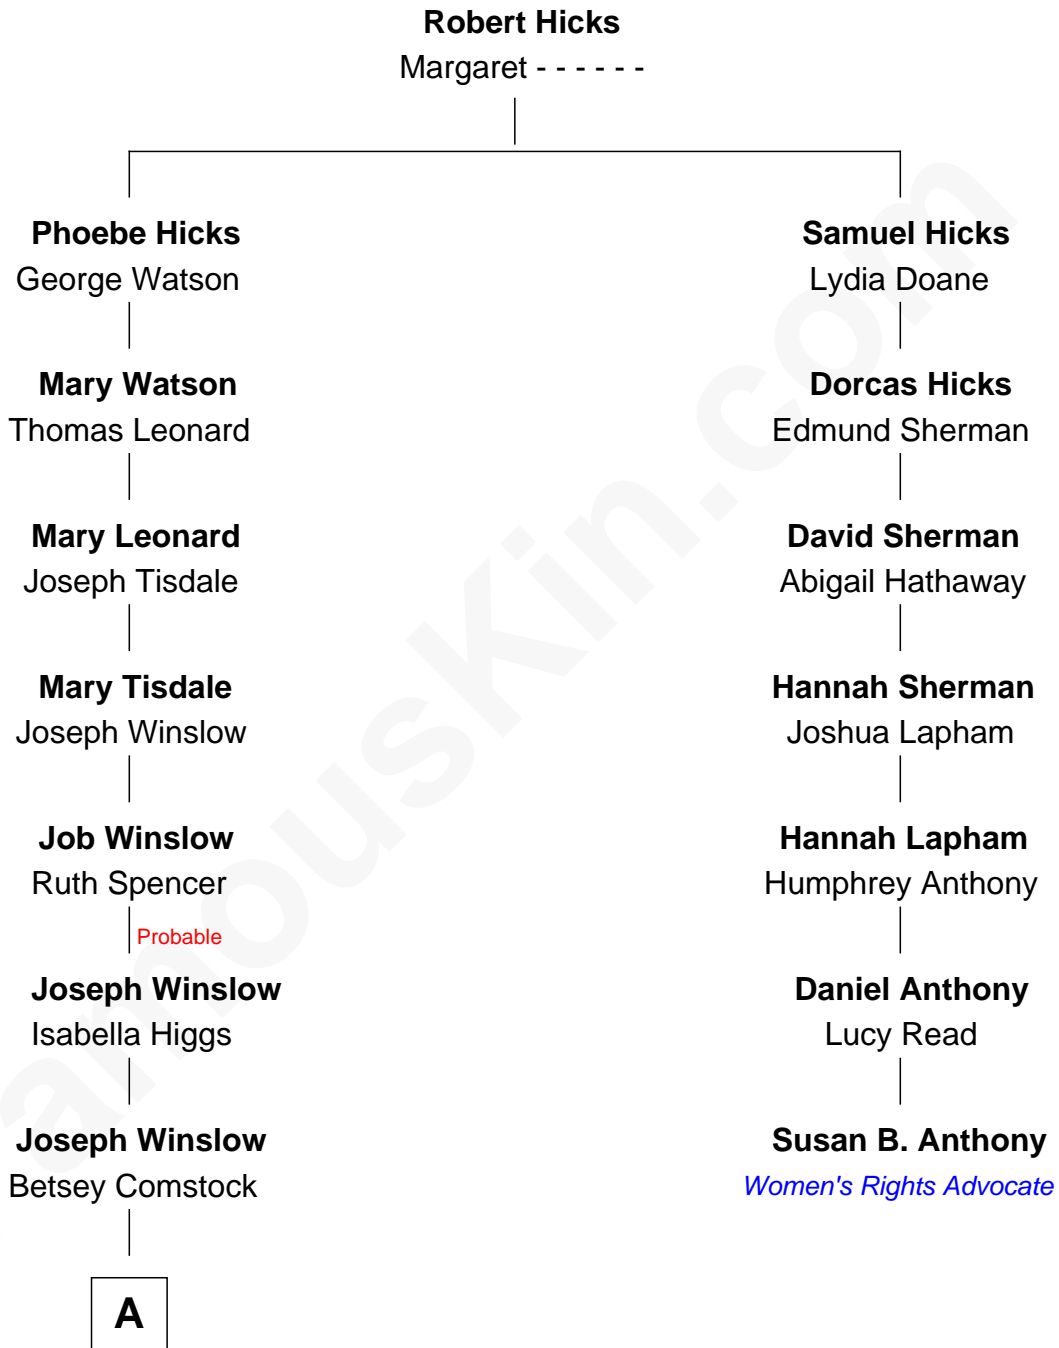 Robert Hicks
Margaret - - - - - -
Phoebe Hicks
George Watson
Samuel Hicks
Lydia Doane
Mary Watson
Thomas Leonard
Dorcas Hicks
Edmund Sherman
Mary Leonard
Joseph Tisdale
David Sherman
Abigail Hathaway
Mary Tisdale
Joseph Winslow
Hannah Sherman
Joshua Lapham
Job Winslow
Ruth Spencer
Hannah Lapham
Humphrey Anthony
Probable
Joseph Winslow
Isabella Higgs
Daniel Anthony
Lucy Read
Joseph Winslow
Betsey Comstock
Susan B. Anthony
Women's Rights Advocate
A
amouskin.com